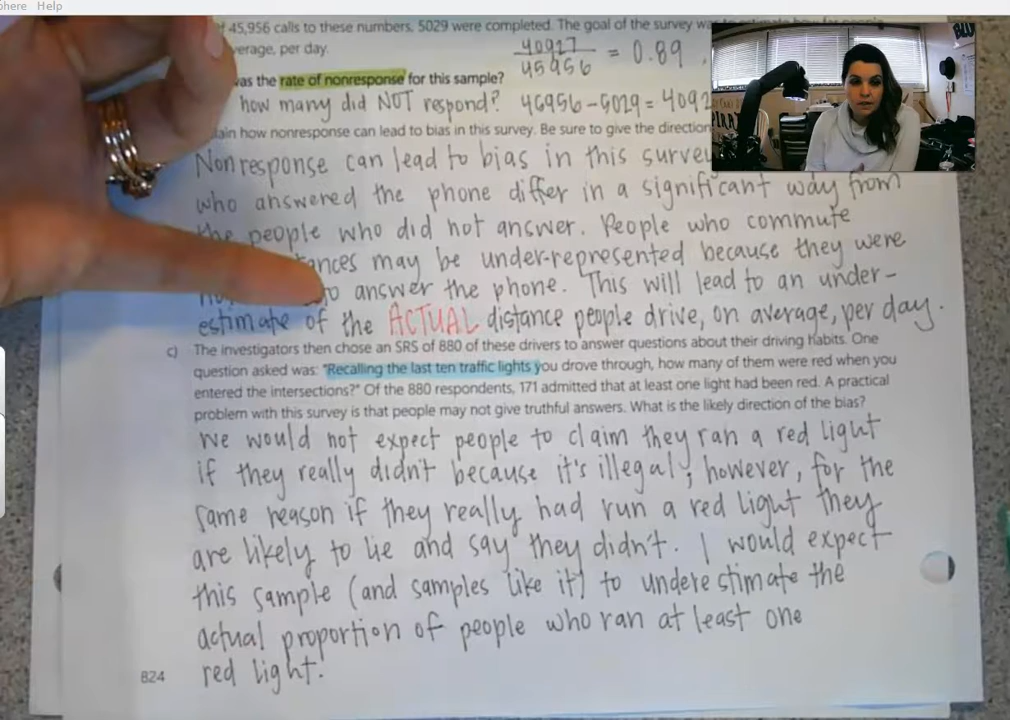 Help
45,956 calls to these numbers, 5029 were completed. The goal of the survey
verage, per day.
40927
45956 = 0.89
was the rate of nonresponse for this sample?
how many did NOT respond? 46956 - 5029 = 4092
lain how nonresponse can lead to bias in this survey. Be sure to give the direction
Nonresponse can lead to bias in this surve
who answered the phone differ in a significant way from
the people who did not answer. People who commute
tances may be under-represented because they were
to answer the phone. This will lead to an under-
estimate of the ACTUAL distance people drive, on average, per day.
c) The investigators then chose an SRS of 880 of these drivers to answer questions about their driving habits. One
question asked was: "Recalling the last ten traffic lights you drove through, how many of them were red when you
entered the intersections?" Of the 880 respondents, 171 admitted that at least one light had been red. A practical
problem with this survey is that people may not give truthful answers. What is the likely direction of the bias?
We would not expect people to claim they ran a red light
if they really didn't because it's illegal; however, for the
same reason if they really had run a red light they
are likely to lie and say they didn't. I would expect
this sample (and samples like it) to underestimate the
actual proportion of people who ran at least one
red light.
824